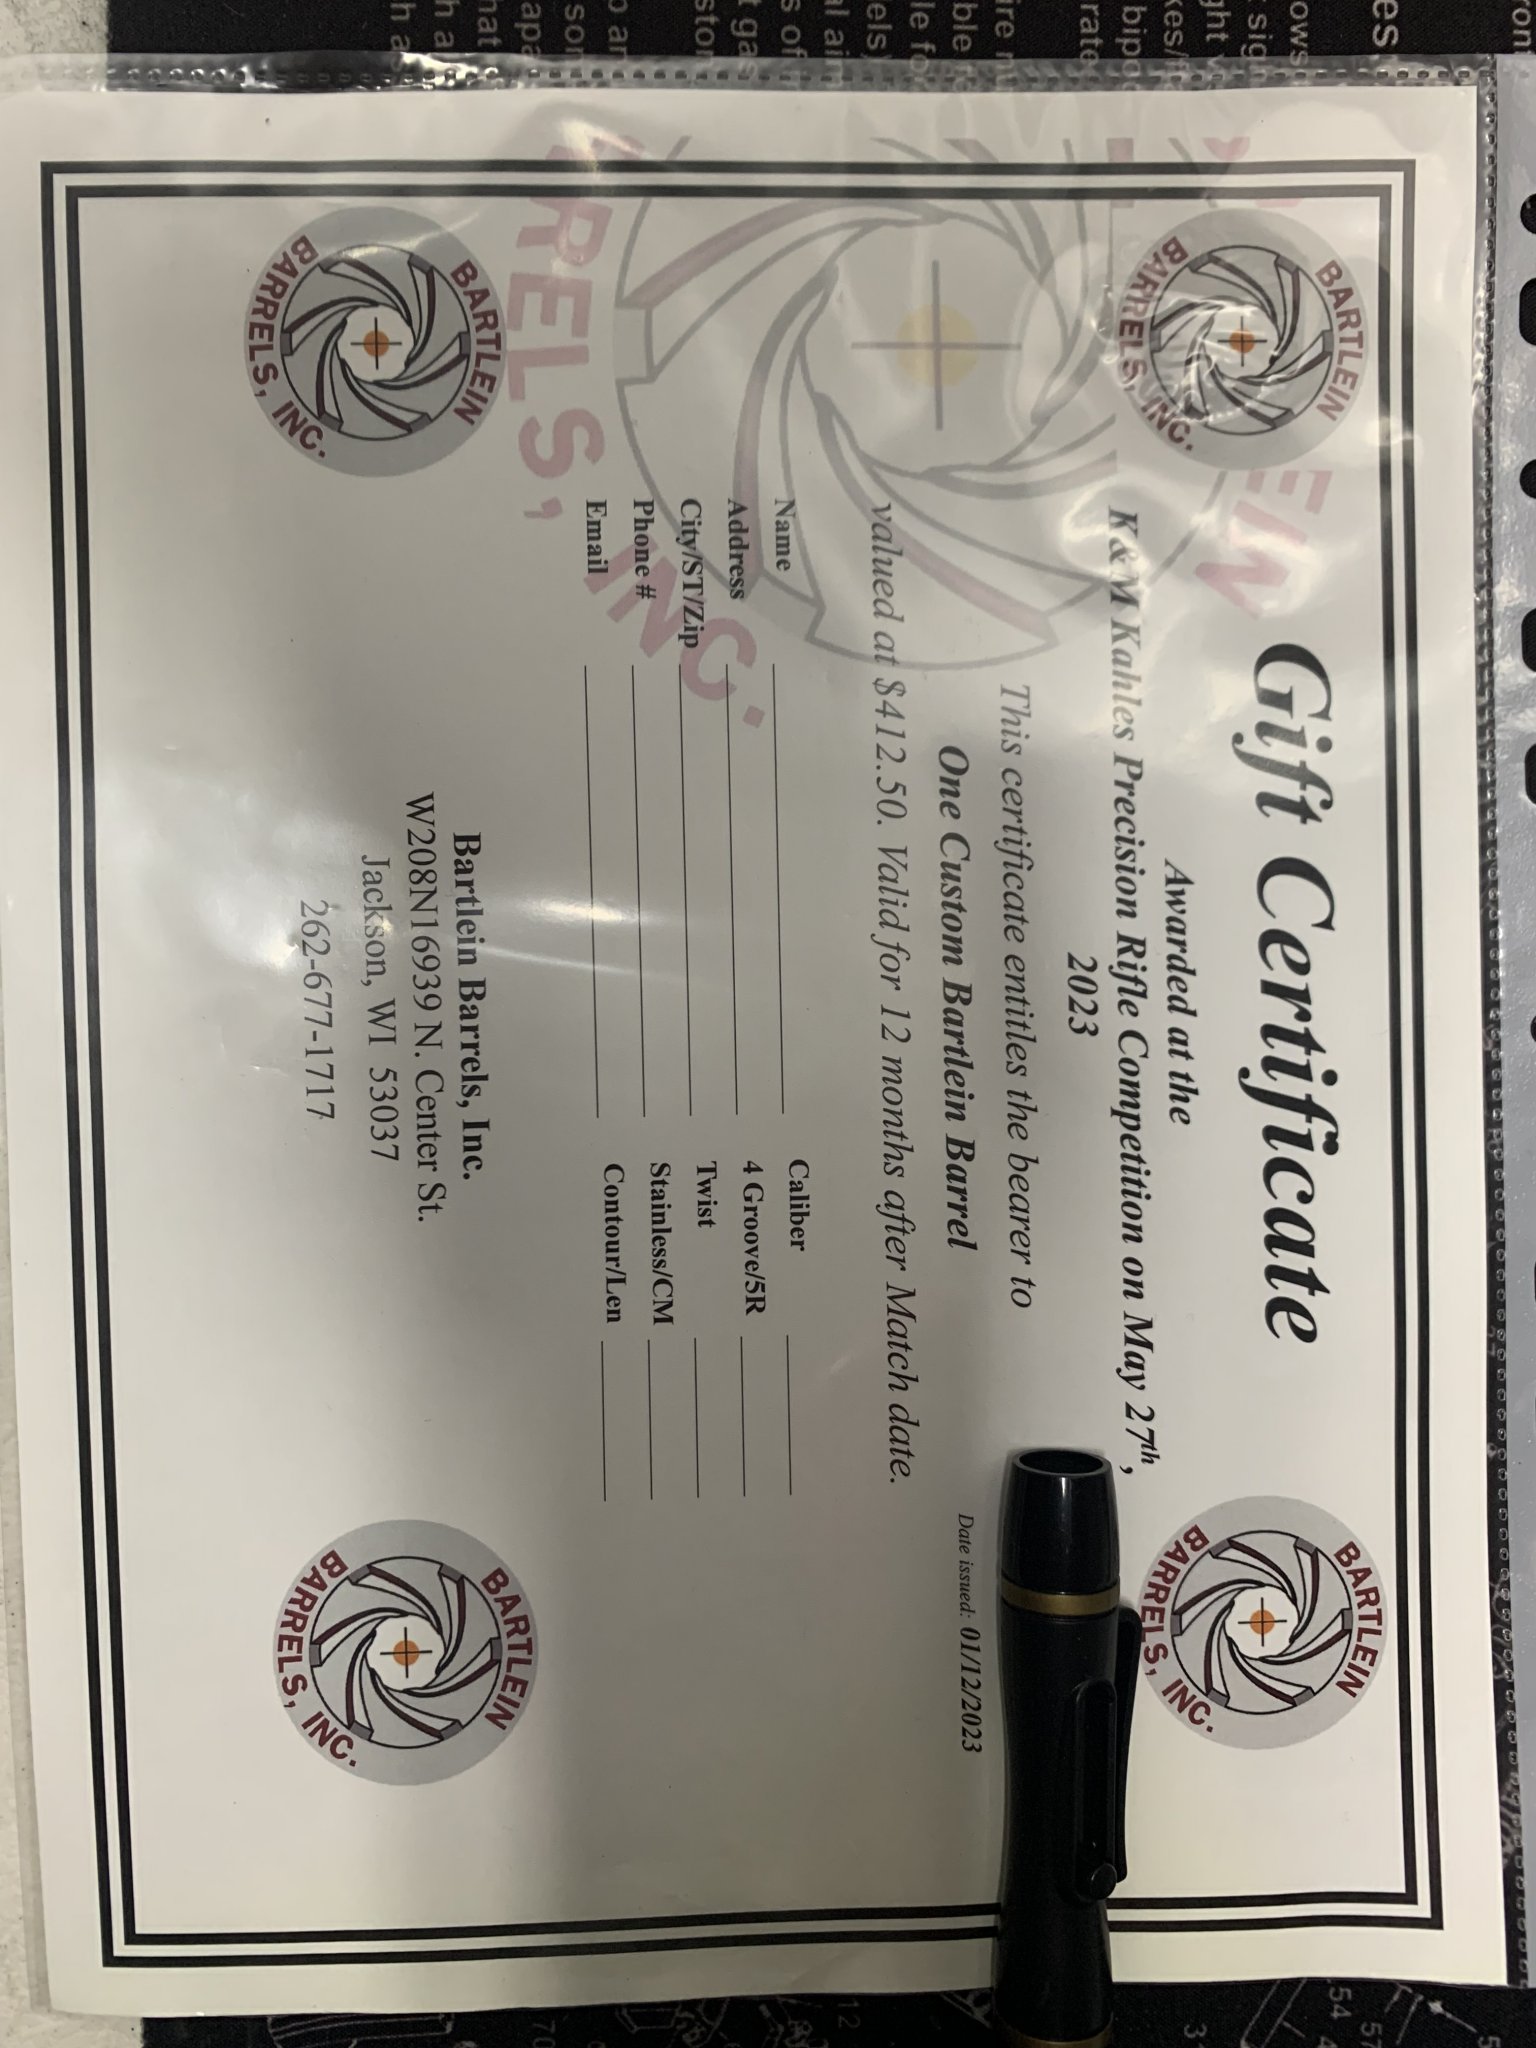 Gift Certificate
Awarded at the
K&M Kahles Precision Rifle Competition on May 27th,
2023
This certificate entitles the bearer to
One Custom Bartlein Barrel
Date issued: 01/12/2023
valued at $412.50. Valid for 12 months after Match date.
Name
Address
City/ST/Zip
Phone #
Email
Caliber
4 Groove/5R
Twist
Stainless/CM
Contour/Len
Bartlein Barrels, Inc.
W208N16939 N. Center St.
Jackson, WI 53037
262-677-1717
BARTLEIN
BARRELS, INC.
BARTLEIN
BARRELS, INC.
BARTLEIN
BARRELS, INC.
BARTLEIN
BARRELS, INC.
EIN
RRELS, INC.